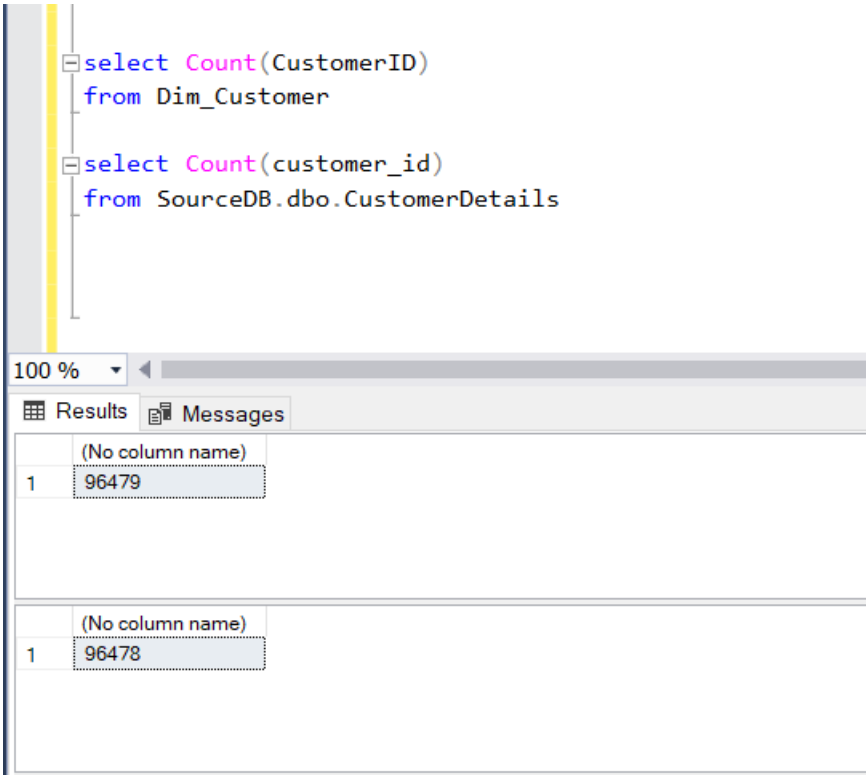 select Count(CustomerID)
from Dim_Customer
select Count(customer_id)
from SourceDB.dbo.CustomerDetails
100 %
Results Messages
(No column name)
1 96479
(No column name)
1 96478